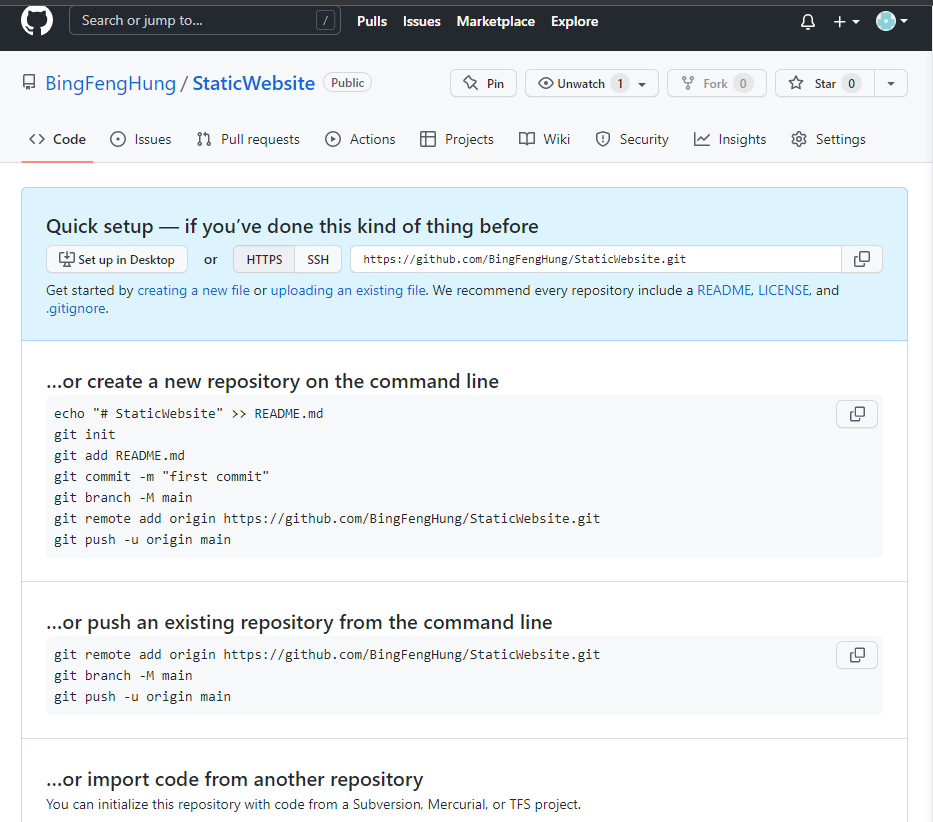 Search or jump to... /
Pulls Issues Marketplace Explore
BingFengHung / StaticWebsite Public
Pin Unwatch 1 Fork 0 Star 0
Code Issues Pull requests Actions Projects Wiki Security Insights Settings
Quick setup — if you’ve done this kind of thing before
Set up in Desktop or HTTPS SSH https://github.com/BingFengHung/StaticWebsite.git
Get started by creating a new file or uploading an existing file. We recommend every repository include a README, LICENSE, and
.gitignore.
…or create a new repository on the command line
echo "# StaticWebsite" >> README.md
git init
git add README.md
git commit -m "first commit"
git branch -M main
git remote add origin https://github.com/BingFengHung/StaticWebsite.git
git push -u origin main
…or push an existing repository from the command line
git remote add origin https://github.com/BingFengHung/StaticWebsite.git
git branch -M main
git push -u origin main
…or import code from another repository
You can initialize this repository with code from a Subversion, Mercurial, or TFS project.